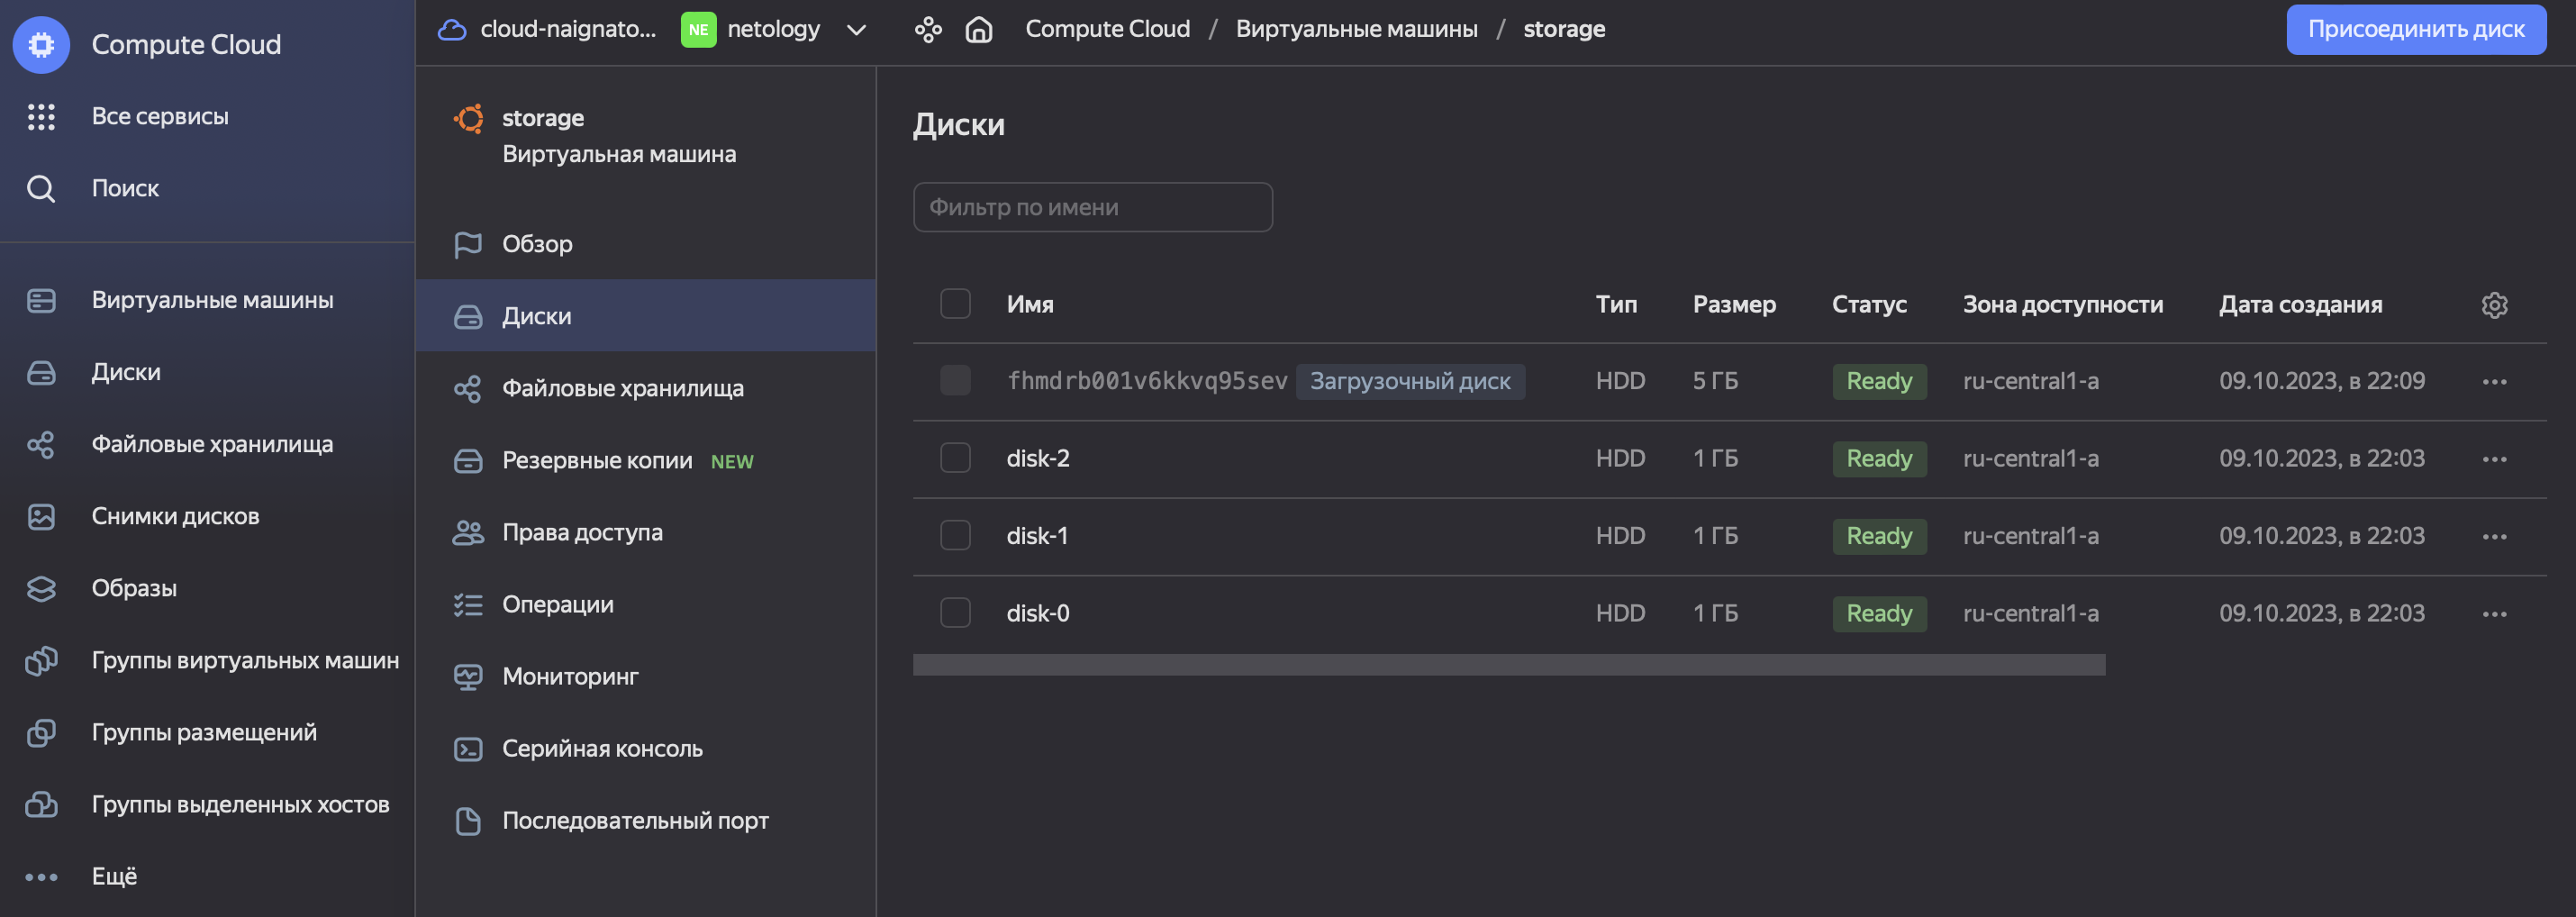 Compute Cloud
Все сервисы
Поиск
Виртуальные машины
Диски
Файловые хранилища
Снимки дисков
Образы
Группы виртуальных машин
Группы размещений
Группы выделенных хостов
Ещё
cloud-naignato... NE netology
Compute Cloud / Виртуальные машины / storage
Присоединить диск
storage
Виртуальная машина
Обзор
Диски
Файловые хранилища
Резервные копии NEW
Права доступа
Операции
Мониторинг
Серийная консоль
Последовательный порт
Диски
Фильтр по имени
Имя Тип Размер Статус Зона доступности Дата создания
fhmdrb001v6kkvq95sev Загрузочный диск HDD 5 ГБ Ready ru-central1-a 09.10.2023, в 22:09
disk-2 HDD 1 ГБ Ready ru-central1-a 09.10.2023, в 22:03
disk-1 HDD 1 ГБ Ready ru-central1-a 09.10.2023, в 22:03
disk-0 HDD 1 ГБ Ready ru-central1-a 09.10.2023, в 22:03